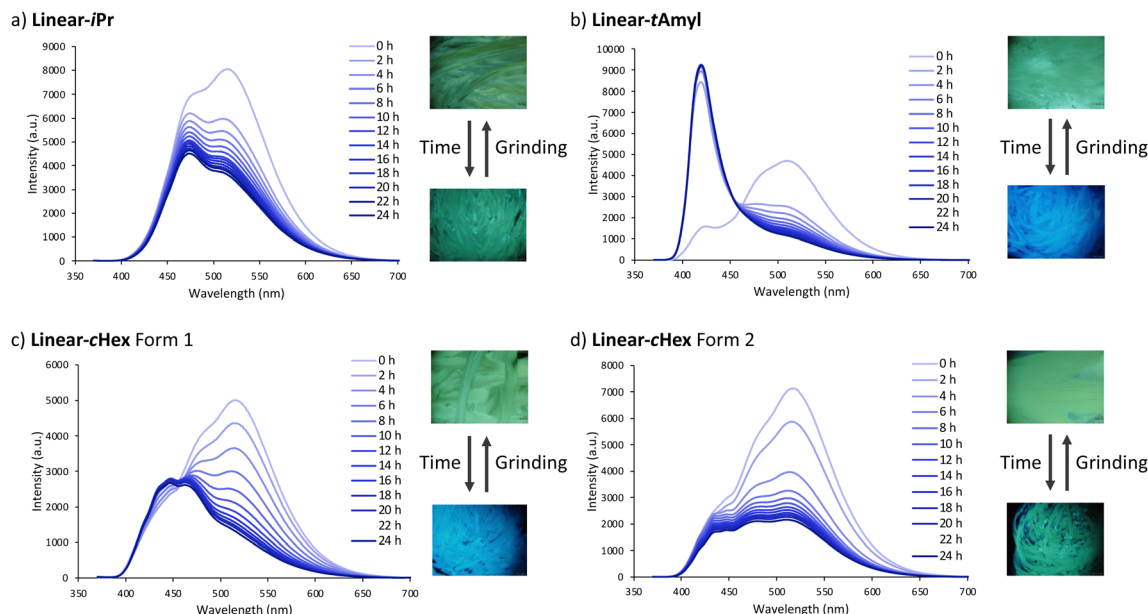 a) Linear-iPr
Intensity (a.u.)
9000
8000
7000
6000
5000
4000
3000
2000
1000
0
350 400 450 500 550 600 650 700
Wavelength (nm)
0 h
2 h
4 h
6 h
8 h
10 h
12 h
14 h
16 h
18 h
20 h
22 h
24 h
Time Grinding
b) Linear-tAmyl
Intensity (a.u.)
10000
9000
8000
7000
6000
5000
4000
3000
2000
1000
0
350 400 450 500 550 600 650 700
Wavelength (nm)
0 h
2 h
4 h
6 h
8 h
10 h
12 h
14 h
16 h
18 h
20 h
22 h
24 h
Time Grinding
c) Linear-cHex Form 1
Intensity (a.u.)
6000
5000
4000
3000
2000
1000
0
350 400 450 500 550 600 650 700
Wavelength (nm)
0 h
2 h
4 h
6 h
8 h
10 h
12 h
14 h
16 h
18 h
20 h
22 h
24 h
Time Grinding
d) Linear-cHex Form 2
Intensity (a.u.)
8000
7000
6000
5000
4000
3000
2000
1000
0
350 400 450 500 550 600 650 700
Wavelength (nm)
0 h
2 h
4 h
6 h
8 h
10 h
12 h
14 h
16 h
18 h
20 h
22 h
24 h
Time Grinding